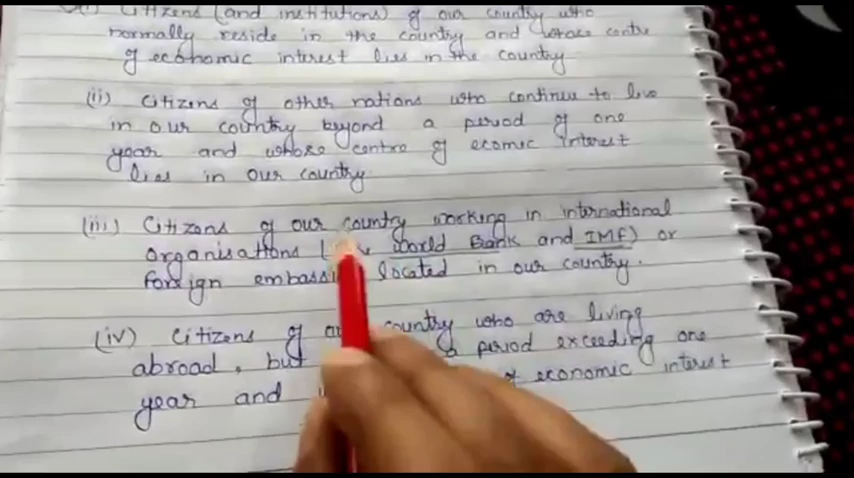 (i) Citizens (and institutions) of our country who
normally reside in the country and whose centre
of economic interest lies in the country
(ii) Citizens of other nations who continue to live
in our country beyond a period of one
year and whose centre of ecomic interest
lies in our country
(iii) Citizens of our country working in international
organisations ( World Bank and IMF) or
foreign embassi located in our country.
(iv) Citizens of country who are living
abroad, but a period exceeding one
year and of economic interest